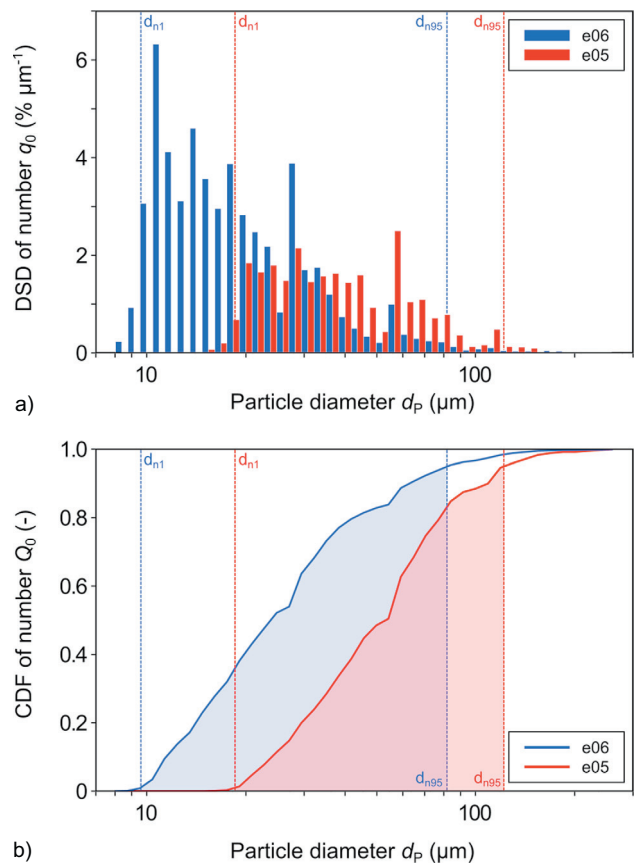 d_n1 d_n1 d_n95 d_n95
e06
e05
6
4
2
0
DSD of number q_0 (% μm⁻¹)
10 100
Particle diameter d_P (μm)
a)
1.0
0.8
0.6
0.4
0.2
0
CDF of number Q_0 (-)
d_n1 d_n1
d_n95 d_n95
e06
e05
10 100
Particle diameter d_P (μm)
b)